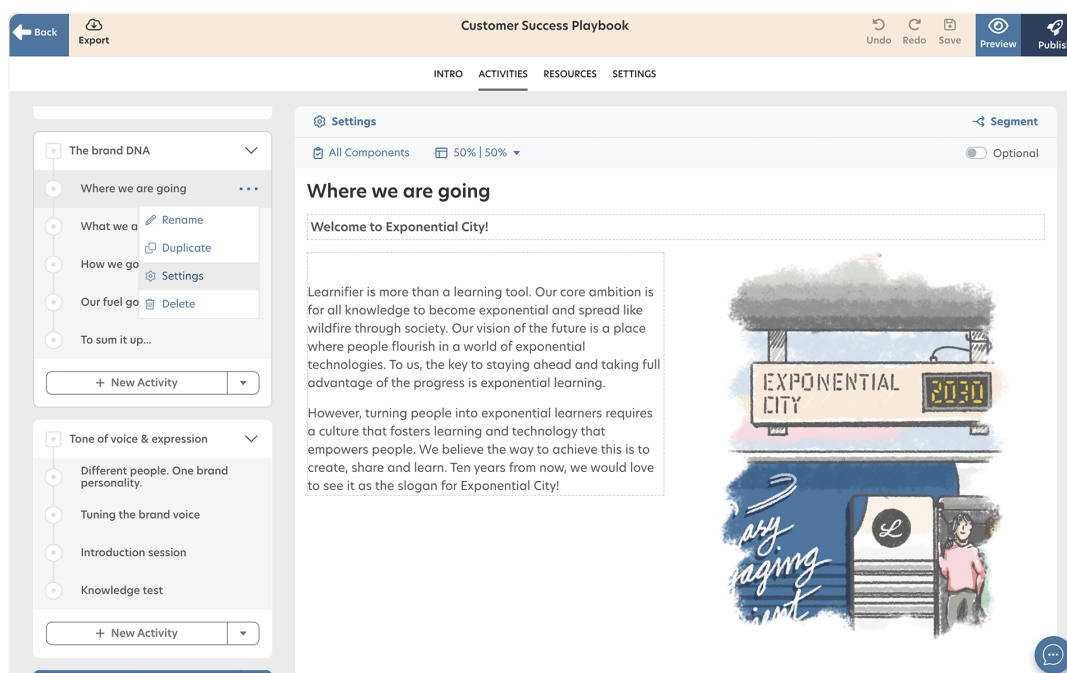 Back
Export
Customer Success Playbook
Undo
Redo
Save
Preview
Publis
INTRO
ACTIVITIES
RESOURCES
SETTINGS
The brand DNA
Where we are going
What we a
How we go
Our fuel go
To sum it up...
Rename
Duplicate
Settings
Delete
+ New Activity
Tone of voice & expression
Different people. One brand
personality.
Tuning the brand voice
Introduction session
Knowledge test
+ New Activity
Settings
Segment
All Components
50% | 50%
Optional
Where we are going
Welcome to Exponential City!
Learnifier is more than a learning tool. Our core ambition is
for all knowledge to become exponential and spread like
wildfire through society. Our vision of the future is a place
where people flourish in a world of exponential
technologies. To us, the key to staying ahead and taking full
advantage of the progress is exponential learning.
However, turning people into exponential learners requires
a culture that fosters learning and technology that
empowers people. We believe the way to achieve this is to
create, share and learn. Ten years from now, we would love
to see it as the slogan for Exponential City!
EXPONENTIAL
CITY
2030
asy
gaging
ient
L